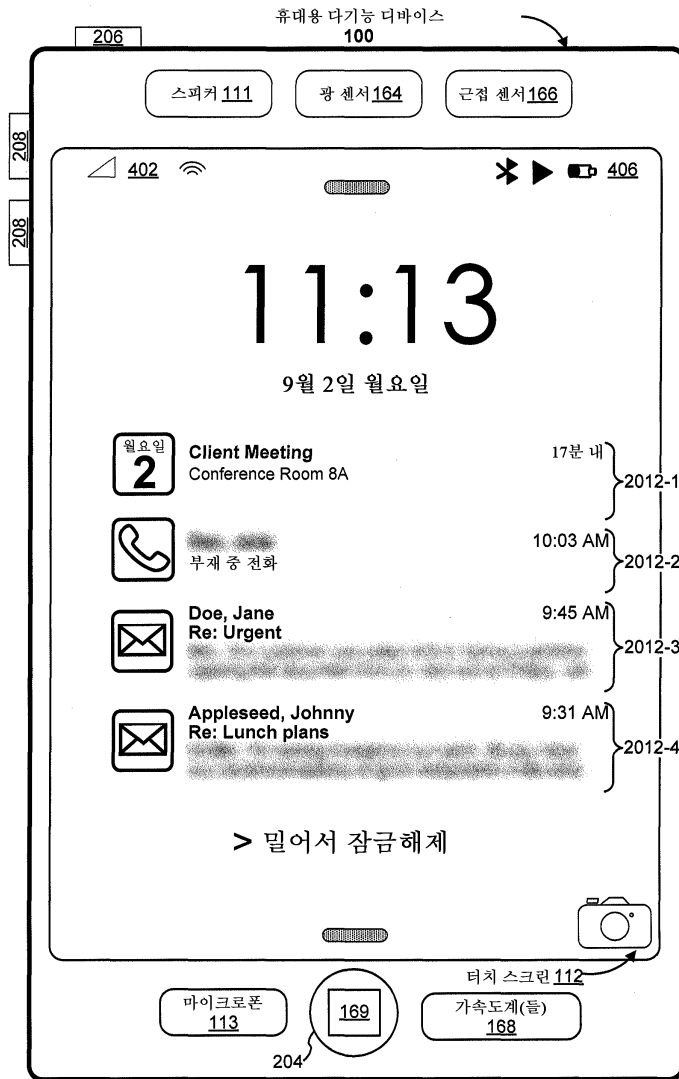 휴대용 다기능 디바이스
100
206
스피커 111
광 센서 164
근접 센서 166
208
208
402
406
11:13
9월 2일 월요일
월요일
2
Client Meeting
Conference Room 8A
17분 내
2012-1
부재 중 전화
10:03 AM
2012-2
Doe, Jane
Re: Urgent
9:45 AM
2012-3
Appleseed, Johnny
Re: Lunch plans
9:31 AM
2012-4
> 밀어서 잠금해제
터치 스크린 112
마이크로폰
113
169
가속도계(들)
168
204